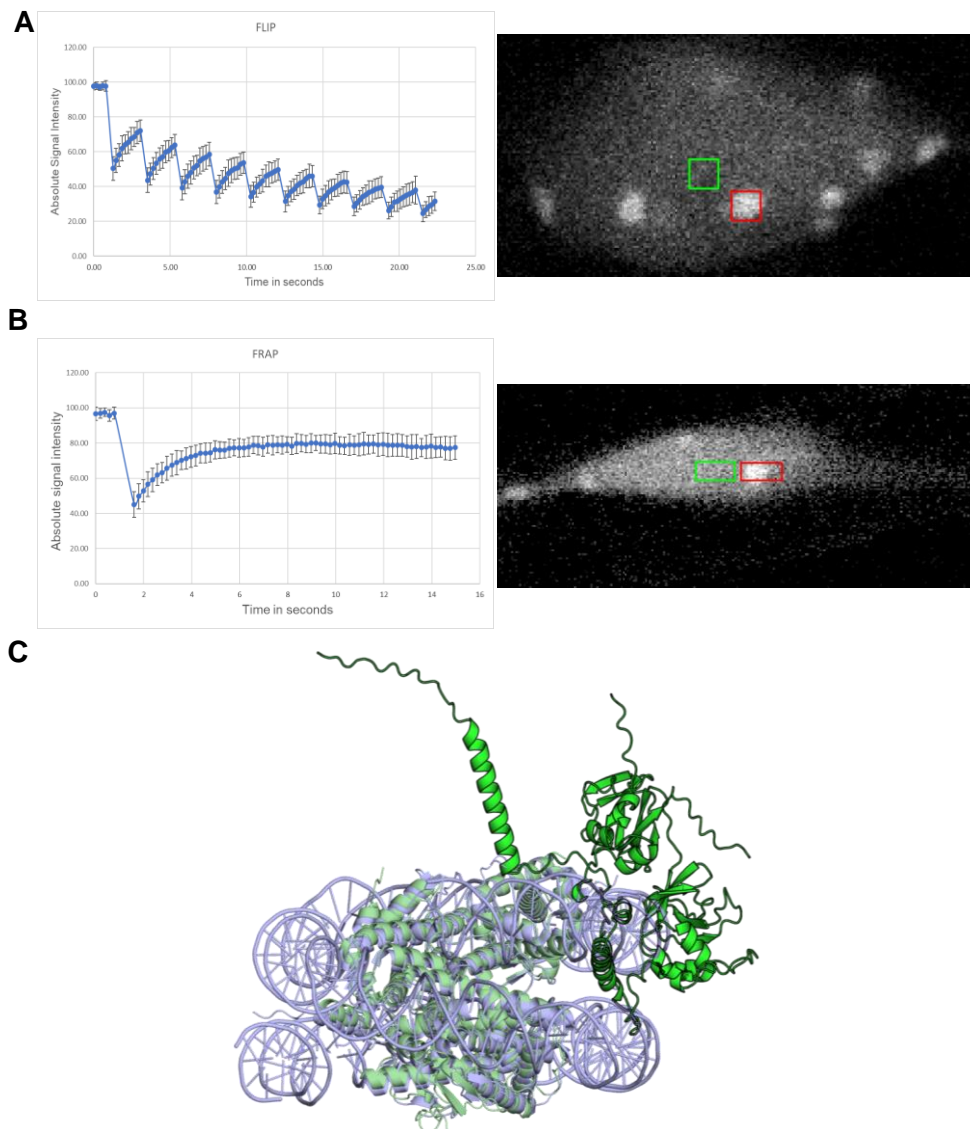 A
FLIP
120.00
100.00
80.00
60.00
40.00
20.00
0.00
Absolute Signal Intensity
0.00 5.00 10.00 15.00 20.00 25.00
Time in seconds
B
FRAP
120.00
100.00
80.00
60.00
40.00
20.00
0.00
Absolute signal intensity
0 2 4 6 8 10 12 14 16
Time in seconds
C